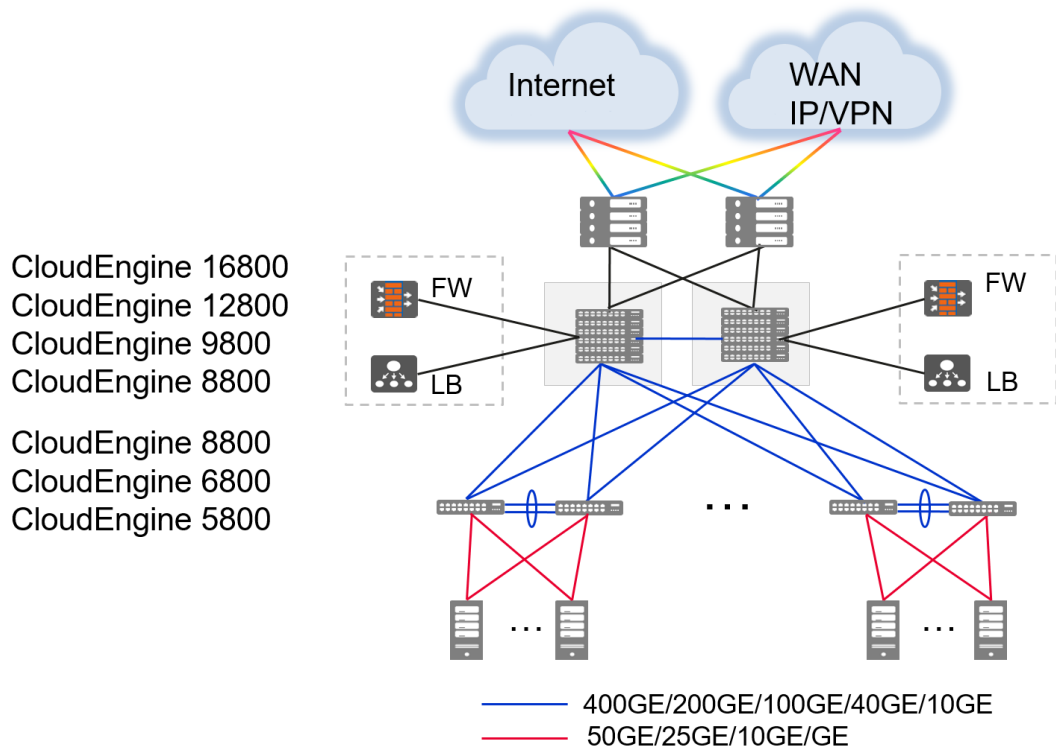 Internet
WAN
IP/VPN
CloudEngine 16800
CloudEngine 12800
CloudEngine 9800
CloudEngine 8800
FW
LB
FW
LB
CloudEngine 8800
CloudEngine 6800
CloudEngine 5800
...
...
...
400GE/200GE/100GE/40GE/10GE
50GE/25GE/10GE/GE